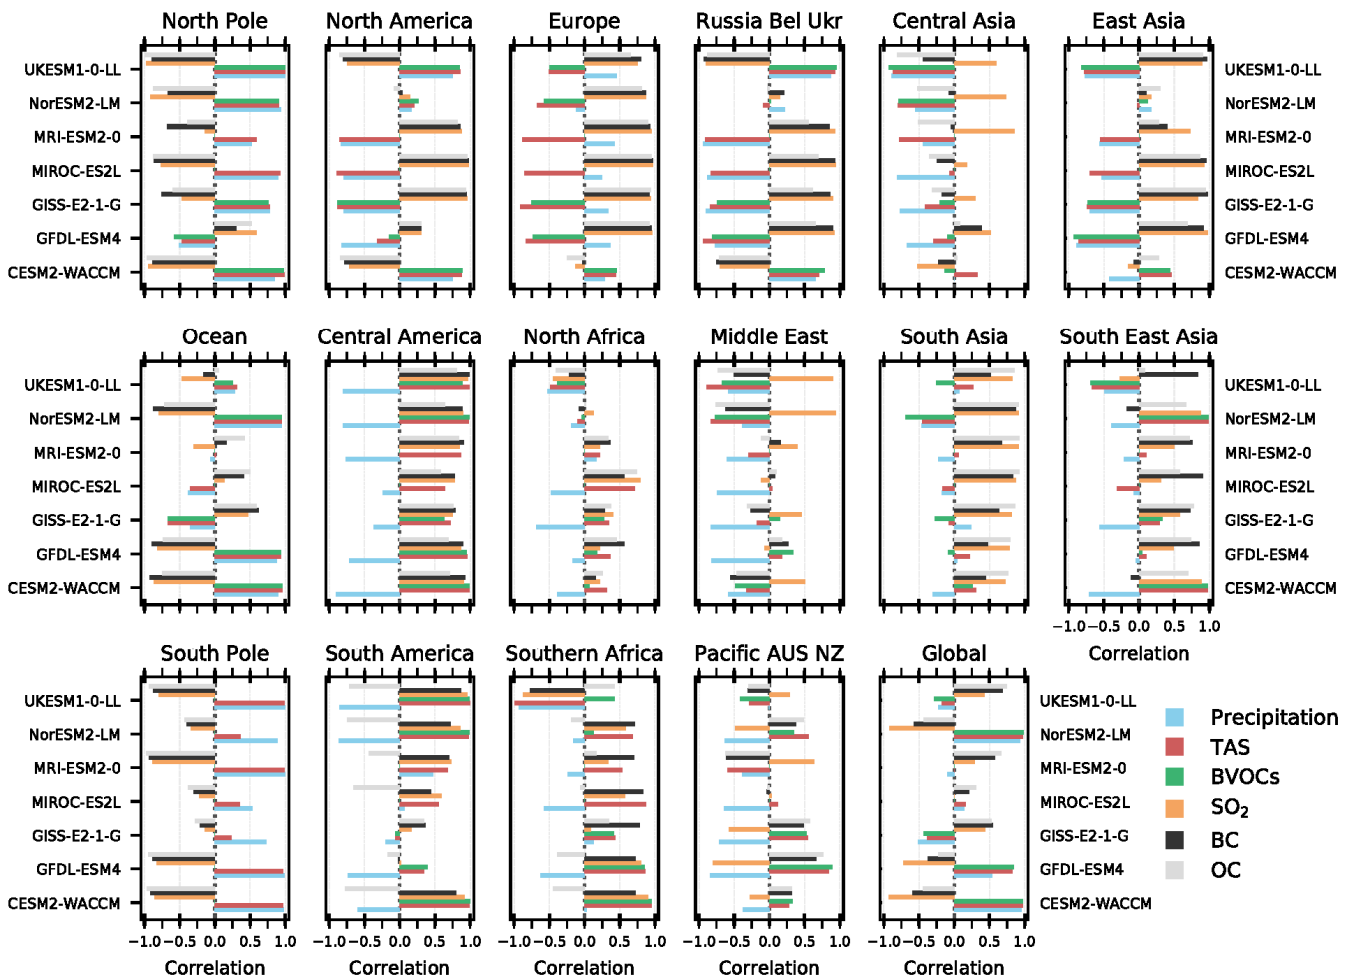 North Pole North America Europe Russia Bel Ukr Central Asia East Asia
UKESM1-0-LL UKESM1-0-LL
NorESM2-LM NorESM2-LM
MRI-ESM2-0 MRI-ESM2-0
MIROC-ES2L MIROC-ES2L
GISS-E2-1-G GISS-E2-1-G
GFDL-ESM4 GFDL-ESM4
CESM2-WACCM CESM2-WACCM
Ocean Central America North Africa Middle East South Asia South East Asia
UKESM1-0-LL UKESM1-0-LL
NorESM2-LM NorESM2-LM
MRI-ESM2-0 MRI-ESM2-0
MIROC-ES2L MIROC-ES2L
GISS-E2-1-G GISS-E2-1-G
GFDL-ESM4 GFDL-ESM4
CESM2-WACCM CESM2-WACCM
−1.0 −0.5 0.0 0.5 1.0
South Pole South America Southern Africa Pacific AUS NZ Global Correlation
UKESM1-0-LL UKESM1-0-LL
NorESM2-LM NorESM2-LM
MRI-ESM2-0 MRI-ESM2-0
MIROC-ES2L MIROC-ES2L
GISS-E2-1-G GISS-E2-1-G
GFDL-ESM4 GFDL-ESM4
CESM2-WACCM CESM2-WACCM
Precipitation
TAS
BVOCs
SO₂
BC
OC
−1.0 −0.5 0.0 0.5 1.0 −1.0 −0.5 0.0 0.5 1.0 −1.0 −0.5 0.0 0.5 1.0 −1.0 −0.5 0.0 0.5 1.0 −1.0 −0.5 0.0 0.5 1.0
Correlation Correlation Correlation Correlation Correlation